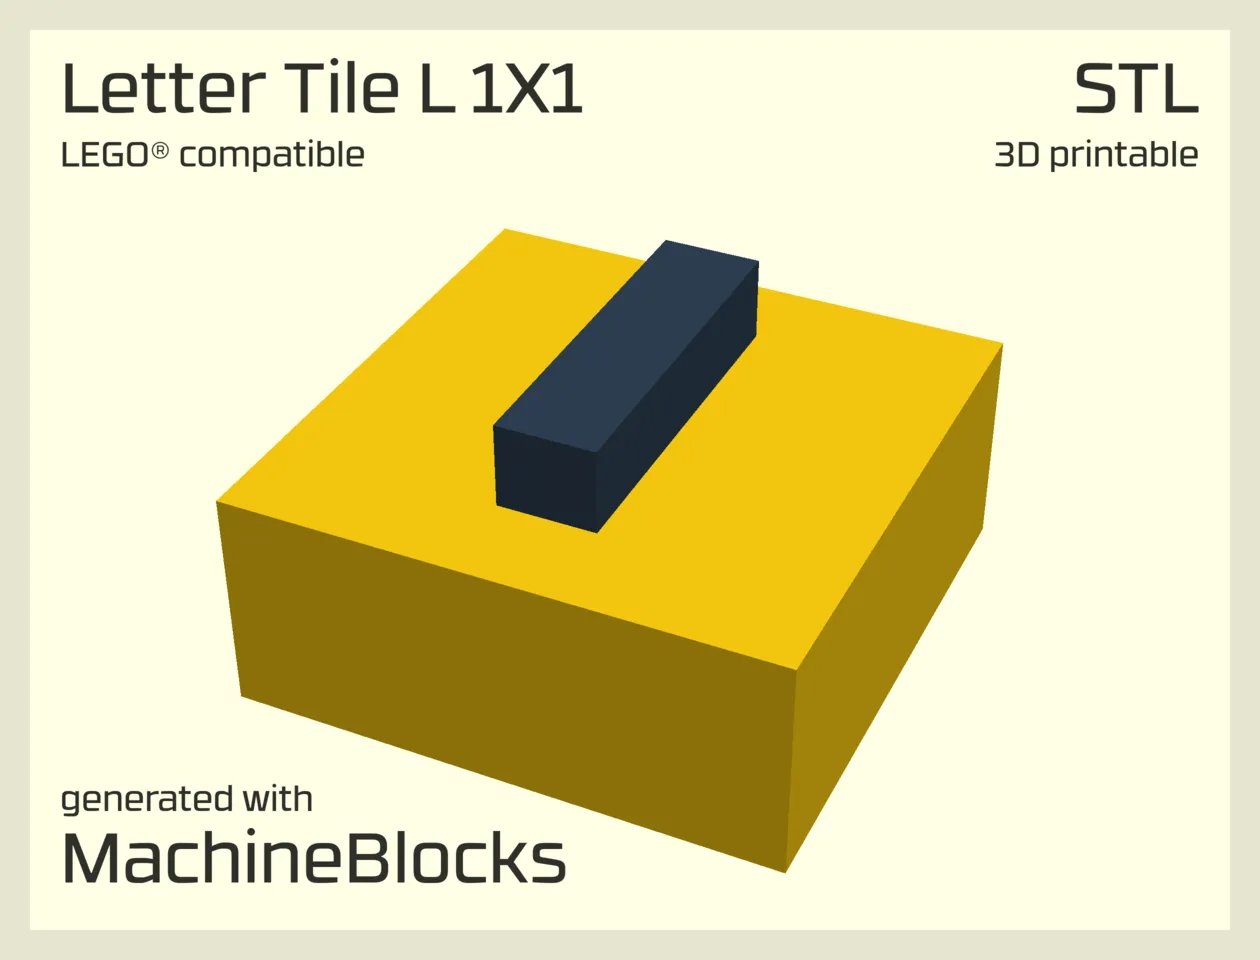 Letter Tile L 1X1
LEGO® compatible
STL
3D printable
generated with
MachineBlocks